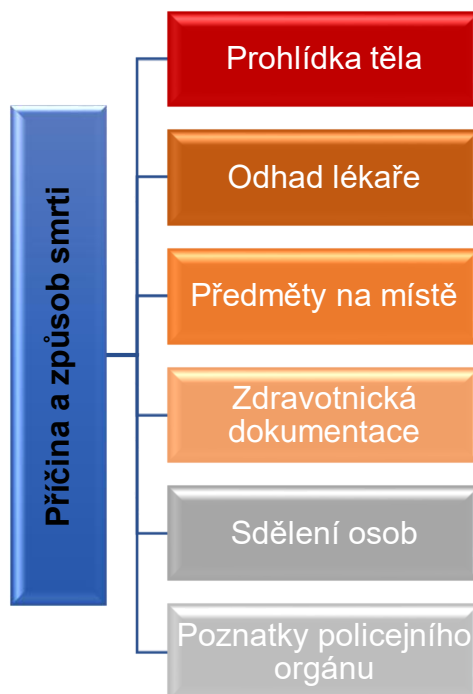 Příčina a způsob smrti
Prohlídka těla
Odhad lékaře
Předměty na místě
Zdravotnická
dokumentace
Sdělení osob
Poznatky policejního
orgánu